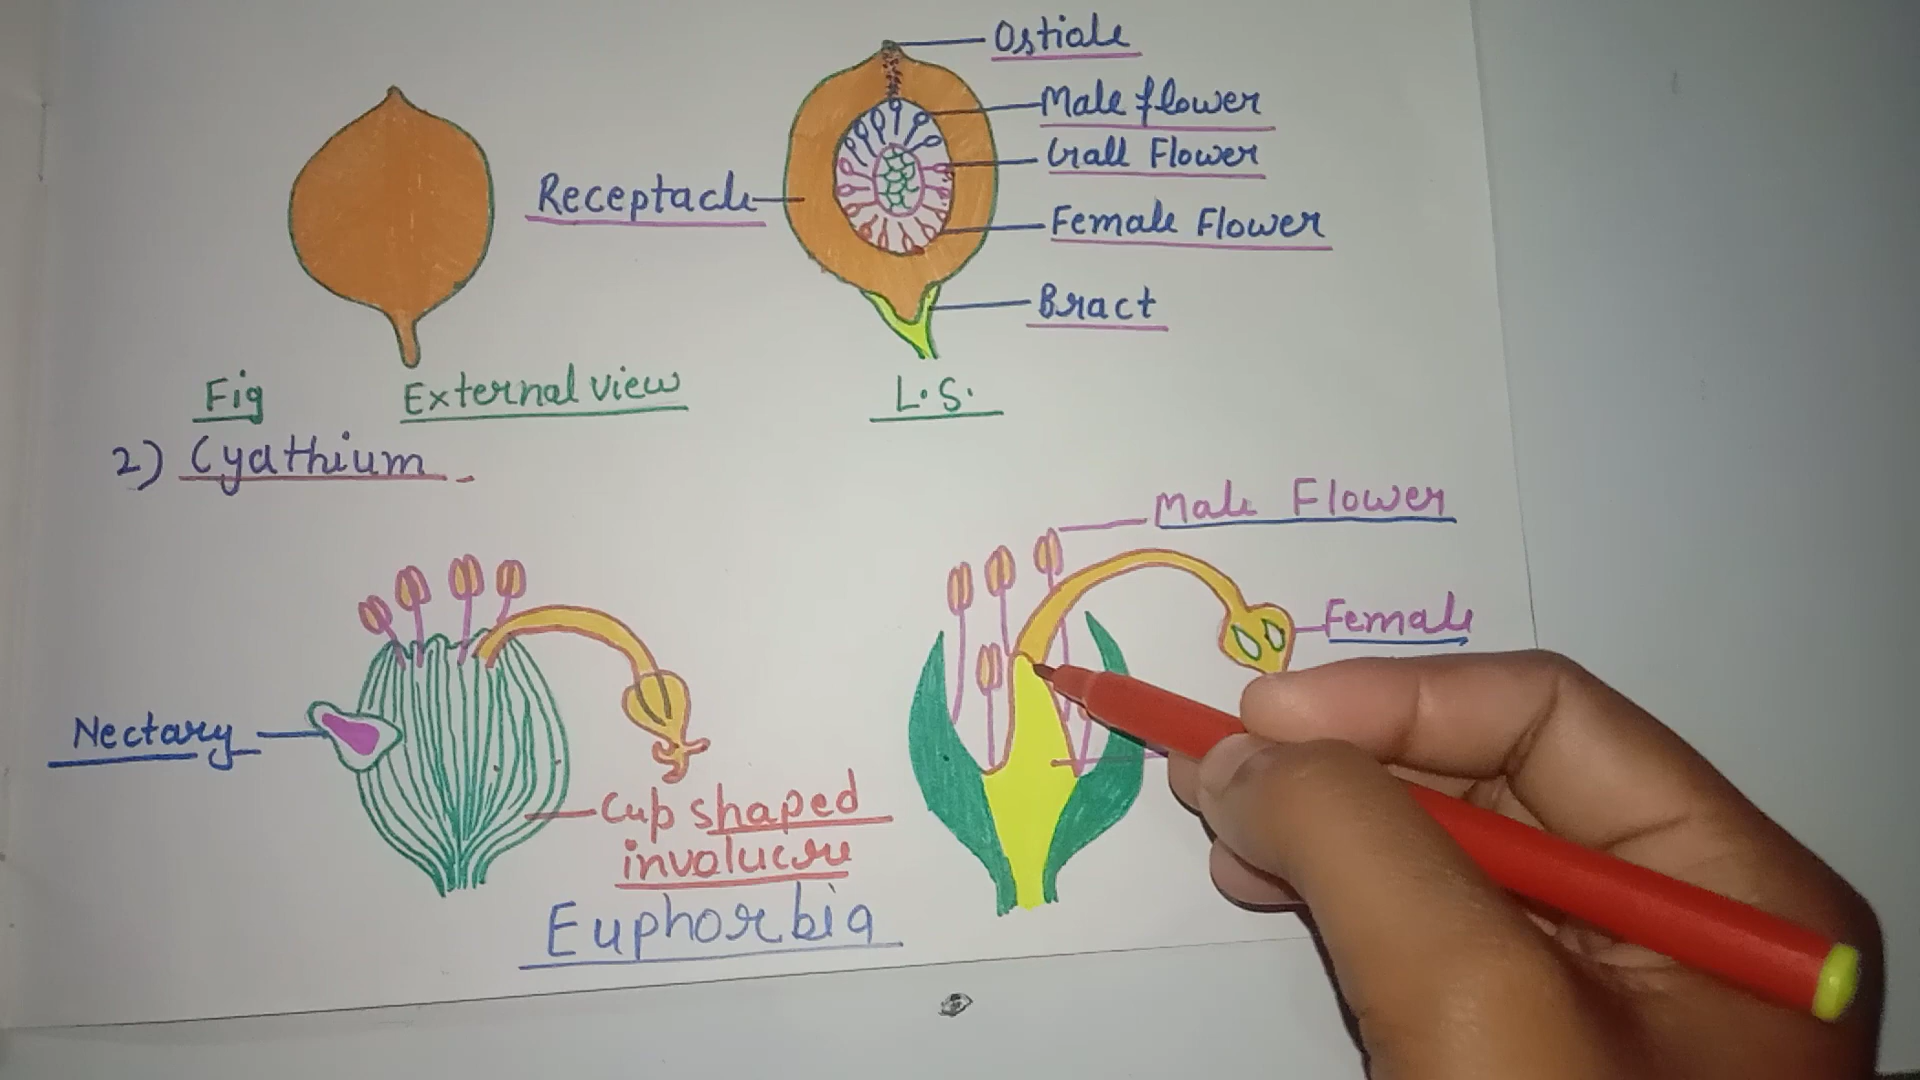 Ostiole
Male flower
Gall Flower
Receptacle
Female Flower
Bract
Fig External view L.S.
2) Cyathium
Male Flower
Female
Nectary
Cup shaped
involucre
Euphorbia